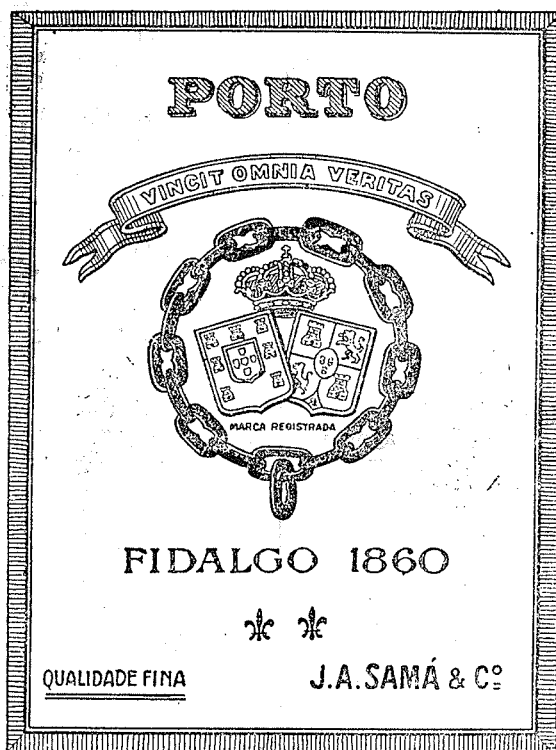 PORTO
VINCIT OMNIA VERITAS
MARCA REGISTRADA
FIDALGO 1860
QUALIDADE FINA
J.A. SAMÁ & Cº